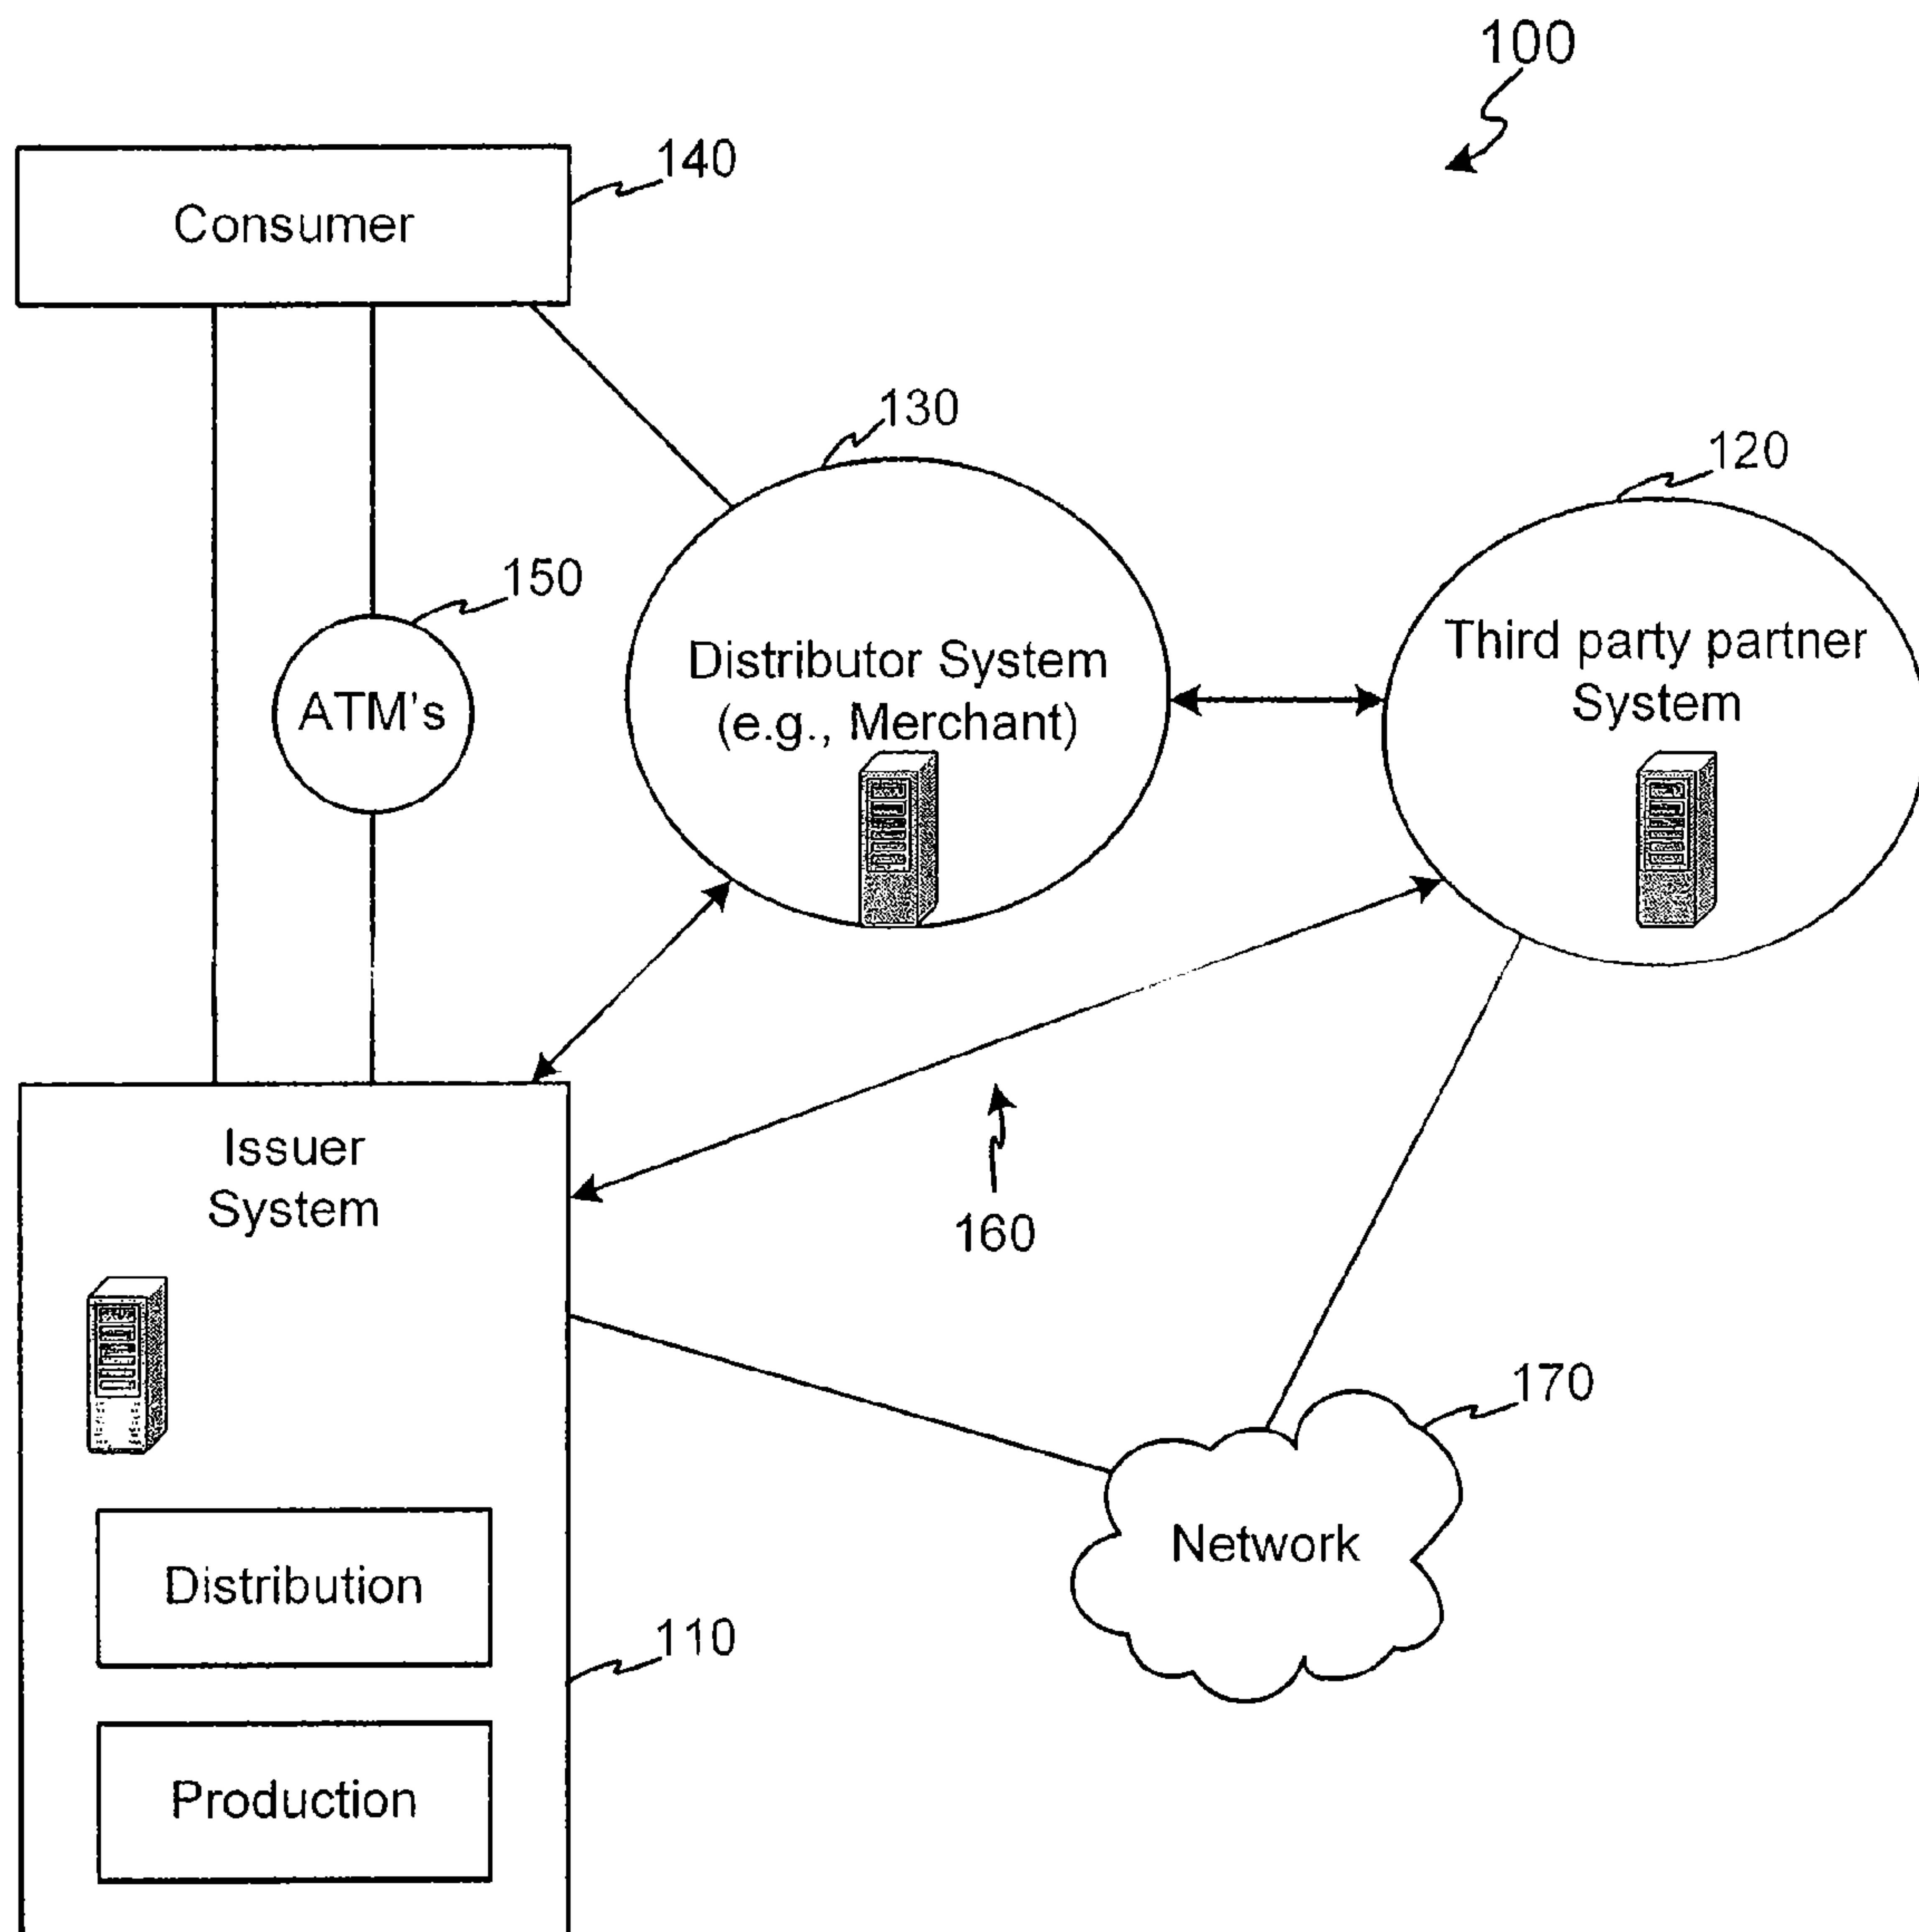 100
140
Consumer
130
120
150
Distributor System
(e.g., Merchant)
Third party partner
System
ATM's
Issuer
System
160
170
Network
Distribution
110
Production